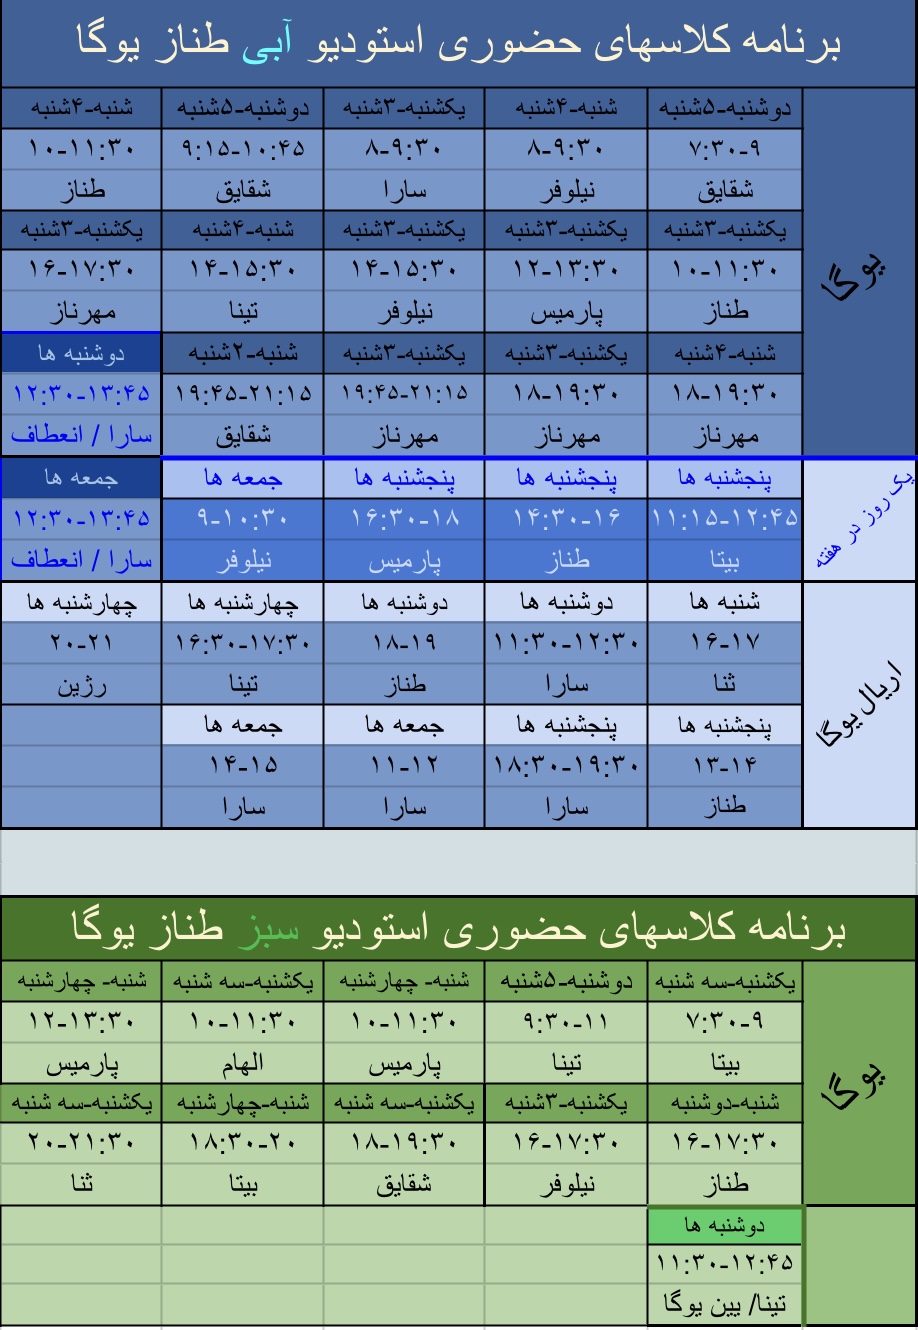 برنامه کلاسهای حضوری استودیو آبی طناز یوگا
یوگا
دوشنبه-۵شنبه شنبه-۴شنبه یکشنبه-۳شنبه دوشنبه-۵شنبه شنبه-۴شنبه
۷:۳۰-۹ ۸-۹:۳۰ ۸-۹:۳۰ ۹:۱۵-۱۰:۴۵ ۱۰-۱۱:۳۰
شقایق نیلوفر سارا شقایق طناز
یکشنبه-۳شنبه یکشنبه-۳شنبه یکشنبه-۳شنبه شنبه-۴شنبه یکشنبه-۳شنبه
۱۰-۱۱:۳۰ ۱۲-۱۳:۳۰ ۱۴-۱۵:۳۰ ۱۴-۱۵:۳۰ ۱۶-۱۷:۳۰
طناز پارمیس نیلوفر تینا مهرناز
شنبه-۴شنبه یکشنبه-۳شنبه یکشنبه-۳شنبه شنبه-۲شنبه دوشنبه ها
۱۸-۱۹:۳۰ ۱۸-۱۹:۳۰ ۱۹:۴۵-۲۱:۱۵ ۱۹:۴۵-۲۱:۱۵ ۱۲:۳۰-۱۳:۴۵
مهرناز مهرناز مهرناز شقایق سارا / انعطاف
یک روز در هفته
پنجشنبه ها پنجشنبه ها پنجشنبه ها جمعه ها جمعه ها
۱۱:۱۵-۱۲:۴۵ ۱۴:۳۰-۱۶ ۱۶:۳۰-۱۸ ۹-۱۰:۳۰ ۱۲:۳۰-۱۳:۴۵
بیتا طناز پارمیس نیلوفر سارا / انعطاف
اریال یوگا
شنبه ها دوشنبه ها دوشنبه ها چهارشنبه ها چهارشنبه ها
۱۶-۱۷ ۱۱:۳۰-۱۲:۳۰ ۱۸-۱۹ ۱۶:۳۰-۱۷:۳۰ ۲۰-۲۱
ثنا سارا طناز تینا رژین
پنجشنبه ها پنجشنبه ها جمعه ها جمعه ها
۱۳-۱۴ ۱۸:۳۰-۱۹:۳۰ ۱۱-۱۲ ۱۴-۱۵
طناز سارا سارا سارا
برنامه کلاسهای حضوری استودیو سبز طناز یوگا
یوگا
یکشنبه-سه شنبه دوشنبه-۵شنبه شنبه- چهارشنبه یکشنبه-سه شنبه شنبه- چهارشنبه
۷:۳۰-۹ ۹:۳۰-۱۱ ۱۰-۱۱:۳۰ ۱۰-۱۱:۳۰ ۱۲-۱۳:۳۰
بیتا تینا پارمیس الهام پارمیس
شنبه-دوشنبه یکشنبه-۳شنبه یکشنبه-سه شنبه شنبه-چهارشنبه یکشنبه-سه شنبه
۱۶-۱۷:۳۰ ۱۶-۱۷:۳۰ ۱۸-۱۹:۳۰ ۱۸:۳۰-۲۰ ۲۰-۲۱:۳۰
طناز نیلوفر شقایق بیتا ثنا
دوشنبه ها
۱۱:۳۰-۱۲:۴۵
تینا/ یین یوگا